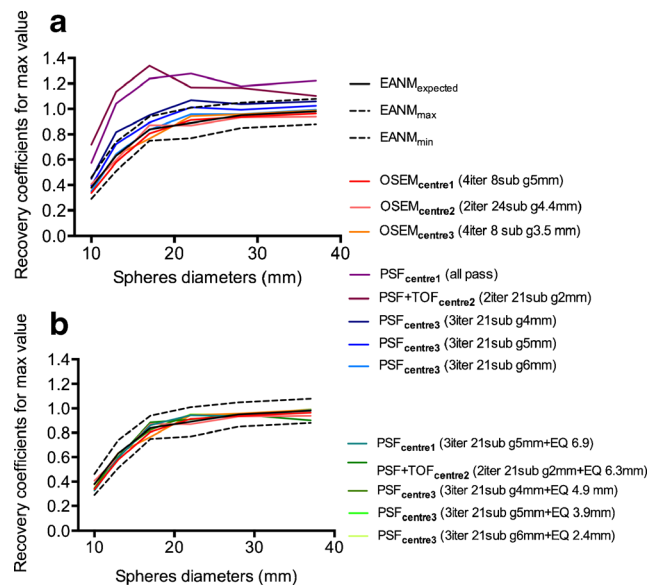 a
Recovery coefficients for max value
1.4
1.2
1.0
0.8
0.6
0.4
0.2
0.0
10 20 30 40
Spheres diameters (mm)
EANMexpected
EANMmax
EANMmin
OSEMcentre1 (4iter 8sub g5mm)
OSEMcentre2 (2iter 24sub g4.4mm)
OSEMcentre3 (4iter 8 sub g3.5 mm)
PSFcentre1 (all pass)
PSF+TOFcentre2 (2iter 21sub g2mm)
PSFcentre3 (3iter 21sub g4mm)
PSFcentre3 (3iter 21sub g5mm)
PSFcentre3 (3iter 21sub g6mm)
b
Recovery coefficients for max value
1.4
1.2
1.0
0.8
0.6
0.4
0.2
0.0
10 20 30 40
Spheres diameters (mm)
PSFcentre1 (3iter 21sub g5mm+EQ 6.9)
PSF+TOFcentre2 (2iter 21sub g2mm+EQ 6.3mm)
PSFcentre3 (3iter 21sub g4mm+EQ 4.9 mm)
PSFcentre3 (3iter 21sub g5mm+EQ 3.9mm)
PSFcentre3 (3iter 21sub g6mm+EQ 2.4mm)